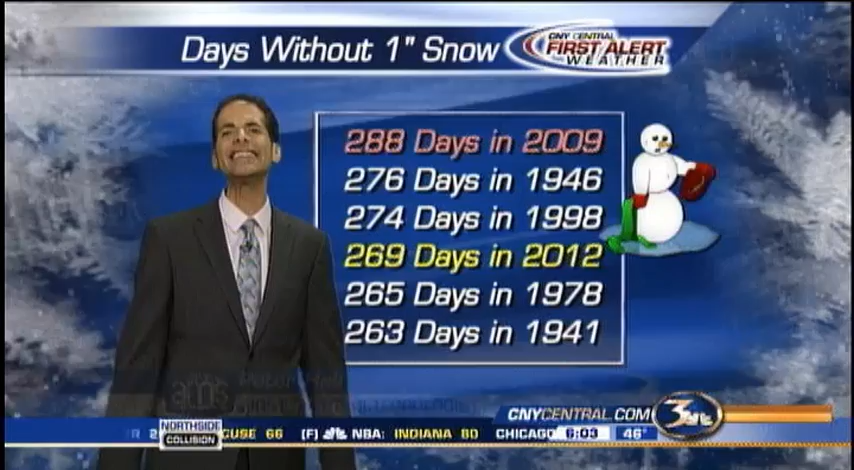 Days Without 1" Snow
CNY CENTRAL
FIRST ALERT
WEATHER
288 Days in 2009
276 Days in 1946
274 Days in 1998
269 Days in 2012
265 Days in 1978
263 Days in 1941
ams
CNYCENTRAL.COM
3
NORTHSIDE
COLLISION
CUSE 66 (F) NBA: INDIANA 80 CHICAGO 6:03 46°